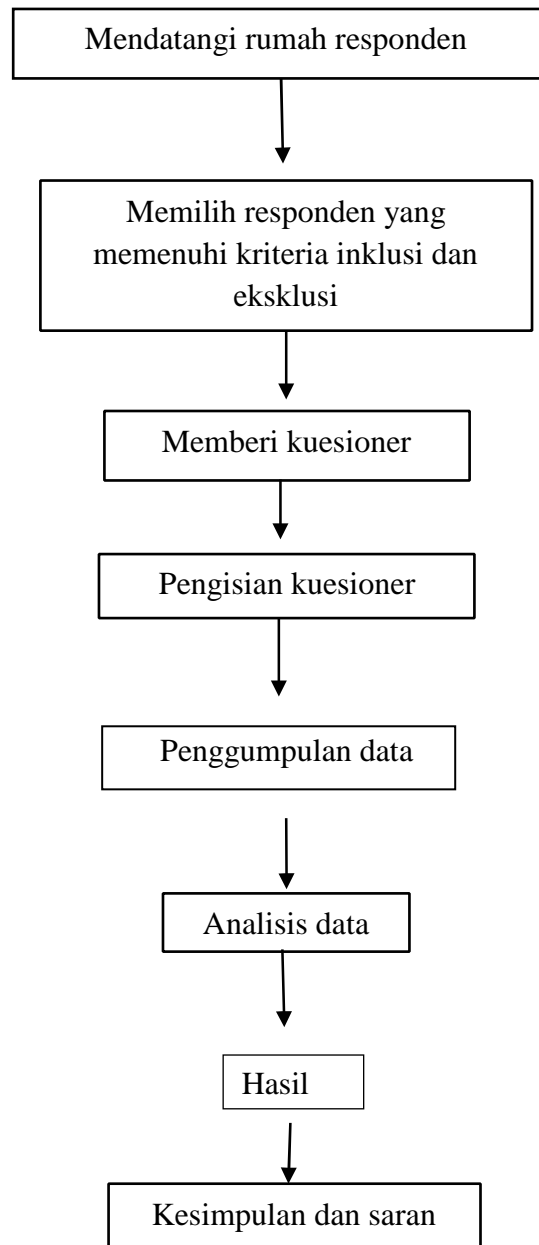 Mendatangi rumah responden
Memilih responden yang
memenuhi kriteria inklusi dan
eksklusi
Memberi kuesioner
Pengisian kuesioner
Penggumpulan data
Analisis data
Hasil
Kesimpulan dan saran